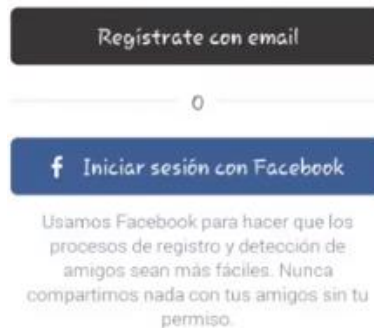 Regístrate con email
o
f Iniciar sesión con Facebook
Usamos Facebook para hacer que los
procesos de registro y detección de
amigos sean más fáciles. Nunca
compartimos nada con tus amigos sin tu
permiso.